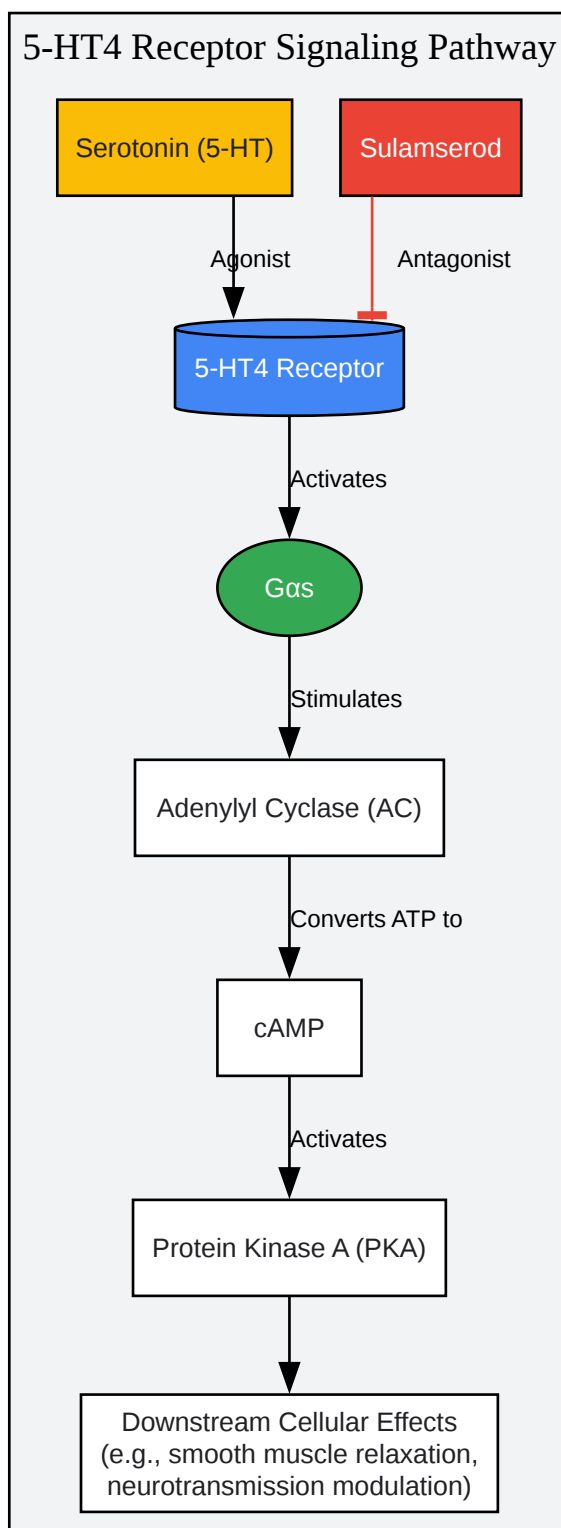 5-HT4 Receptor Signaling Pathway
Serotonin (5-HT)
Sulamserod
Agonist
Antagonist
5-HT4 Receptor
Activates
Gαs
Stimulates
Adenylyl Cyclase (AC)
Converts ATP to
cAMP
Activates
Protein Kinase A (PKA)
Downstream Cellular Effects
(e.g., smooth muscle relaxation,
neurotransmission modulation)